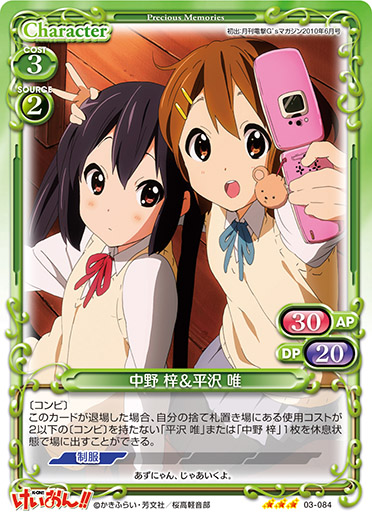 Precious Memories
Character
初出:月刊電撃G'sマガジン2010年6月号
COST
3
SOURCE
2
30 AP
DP 20
中野 梓&平沢 唯
〔コンビ〕
このカードが退場した場合、自分の捨て札置き場にある使用コストが
2以下の〔コンビ〕を持たない「平沢 唯」または「中野 梓」1枚を休息状
態で場に出すことができる。
制服
あずにゃん、じゃあいくよ。
K-ON!!
けいおん!!
©かきふらい・芳文社/桜高軽音部
★★★ 03-084